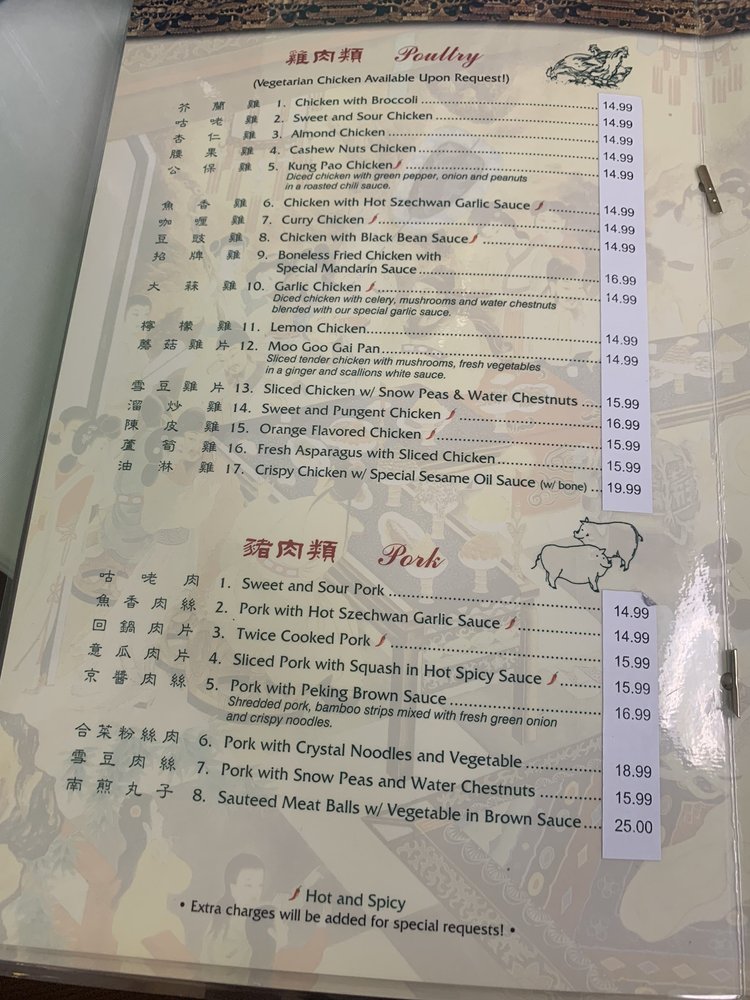 雞肉類 Poultry
(Vegetarian Chicken Available Upon Request!)
芥蘭雞 1. Chicken with Broccoli 14.99
咕咾雞 2. Sweet and Sour Chicken 14.99
杏仁雞 3. Almond Chicken 14.99
腰果雞 4. Cashew Nuts Chicken 14.99
公保雞 5. Kung Pao Chicken 14.99
Diced chicken with green pepper, onion and peanuts
in a roasted chili sauce.
魚香雞 6. Chicken with Hot Szechwan Garlic Sauce 14.99
咖喱雞 7. Curry Chicken 14.99
豆豉雞 8. Chicken with Black Bean Sauce 14.99
招牌雞 9. Boneless Fried Chicken with
Special Mandarin Sauce 16.99
大蒜雞 10. Garlic Chicken 14.99
Diced chicken with celery, mushrooms and water chestnuts
blended with our special garlic sauce.
檸檬雞 11. Lemon Chicken 14.99
蘑菇雞片 12. Moo Goo Gai Pan 14.99
Sliced tender chicken with mushrooms, fresh vegetables
in a ginger and scallions white sauce.
雪豆雞片 13. Sliced Chicken w/ Snow Peas & Water Chestnuts 15.99
溜炒雞 14. Sweet and Pungent Chicken 16.99
陳皮雞 15. Orange Flavored Chicken 15.99
蘆筍雞 16. Fresh Asparagus with Sliced Chicken 15.99
油淋雞 17. Crispy Chicken w/ Special Sesame Oil Sauce (w/ bone) 19.99
豬肉類 Pork
咕咾肉 1. Sweet and Sour Pork 14.99
魚香肉絲 2. Pork with Hot Szechwan Garlic Sauce 14.99
回鍋肉片 3. Twice Cooked Pork 15.99
意瓜肉片 4. Sliced Pork with Squash in Hot Spicy Sauce 15.99
京醬肉絲 5. Pork with Peking Brown Sauce 16.99
Shredded pork, bamboo strips mixed with fresh green onion
and crispy noodles.
合菜粉絲肉 6. Pork with Crystal Noodles and Vegetable 18.99
雪豆肉絲 7. Pork with Snow Peas and Water Chestnuts 15.99
南煎丸子 8. Sauteed Meat Balls w/ Vegetable in Brown Sauce 25.00
Hot and Spicy
• Extra charges will be added for special requests! •